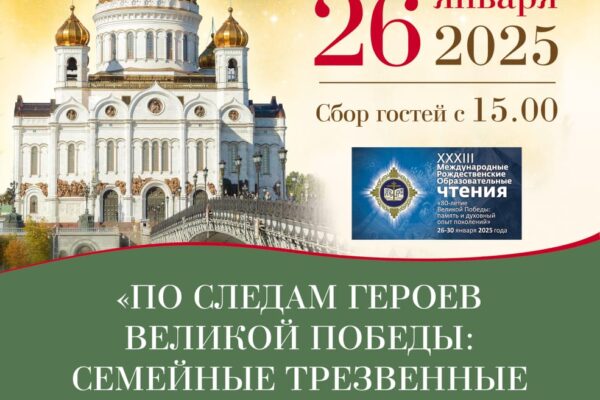 января
26 2025
Сбор гостей с 15.00
XXXIII
Международные
Рождественские
Образовательные
чтения
«80-летие
Великой Победы:
память и духовный
опыт поколений»
26-30 января 2025 года
«ПО СЛЕДАМ ГЕРОЕВ
ВЕЛИКОЙ ПОБЕДЫ:
СЕМЕЙНЫЕ ТРЕЗВЕННЫЕ